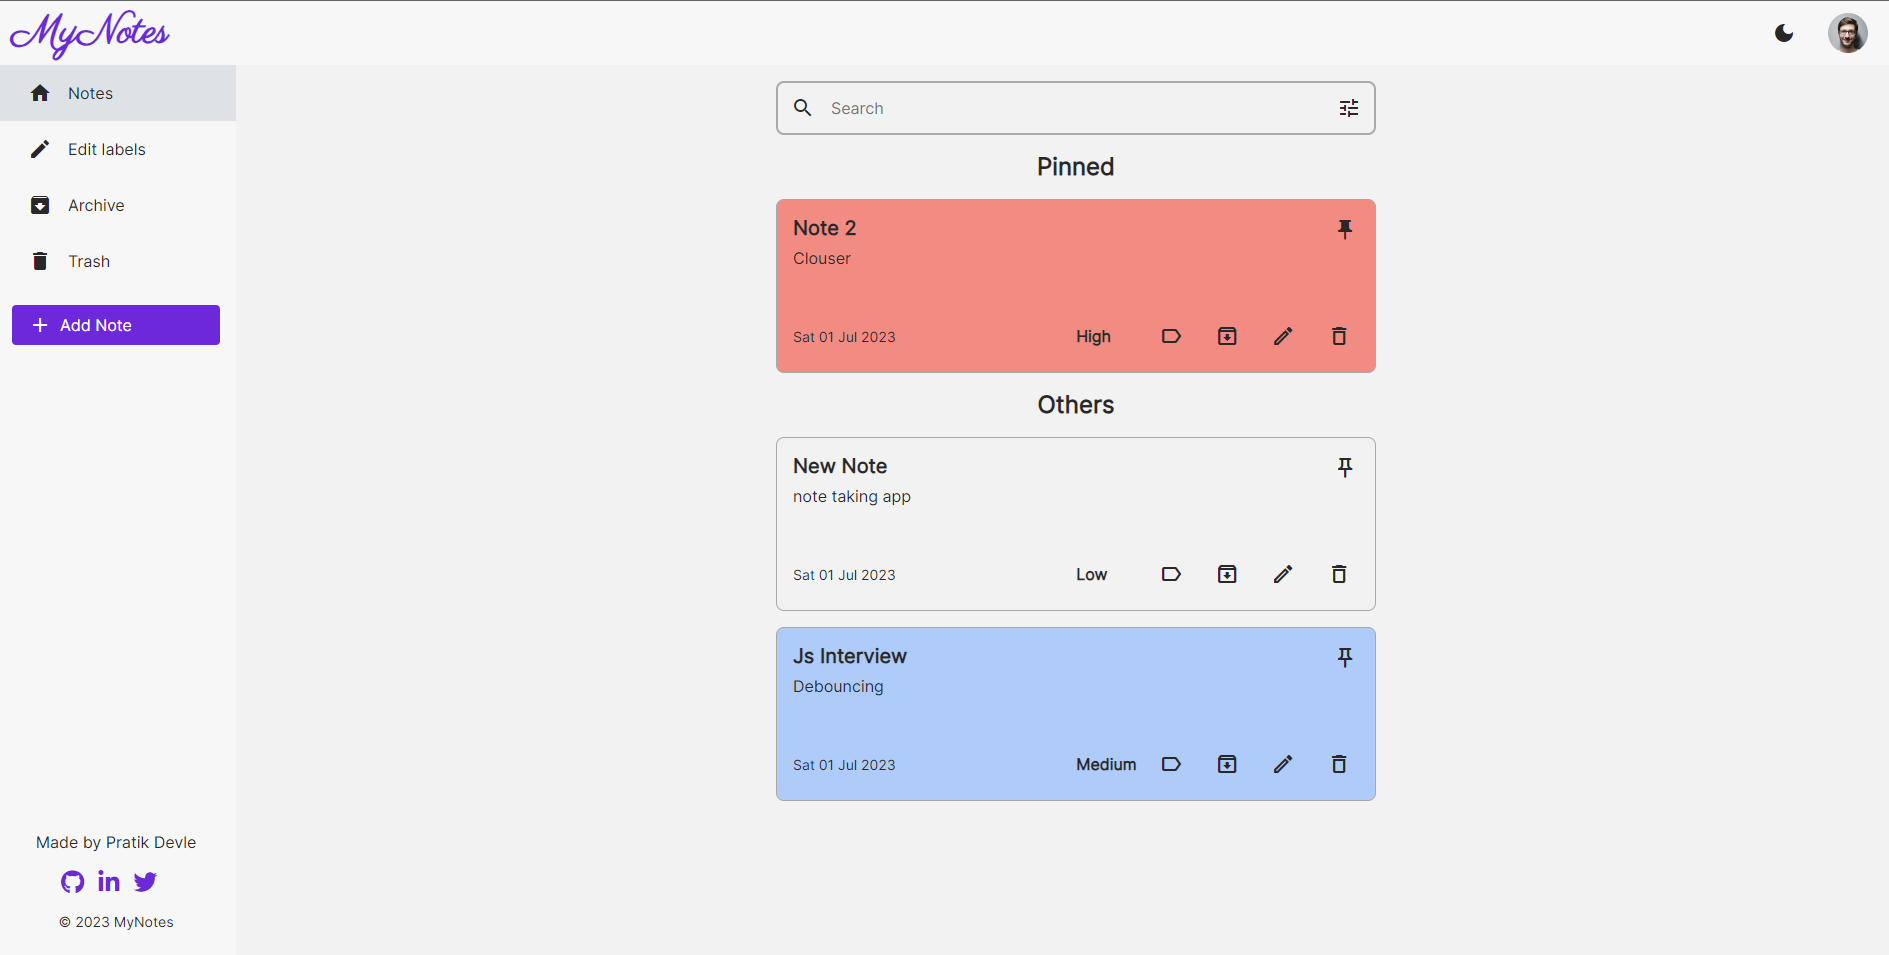 MyNotes
Notes
Edit labels
Archive
Trash
Add Note
Made by Pratik Devle
© 2023 MyNotes
Search
Pinned
Note 2
Clouser
Sat 01 Jul 2023 High
Others
New Note
note taking app
Sat 01 Jul 2023 Low
Js Interview
Debouncing
Sat 01 Jul 2023 Medium